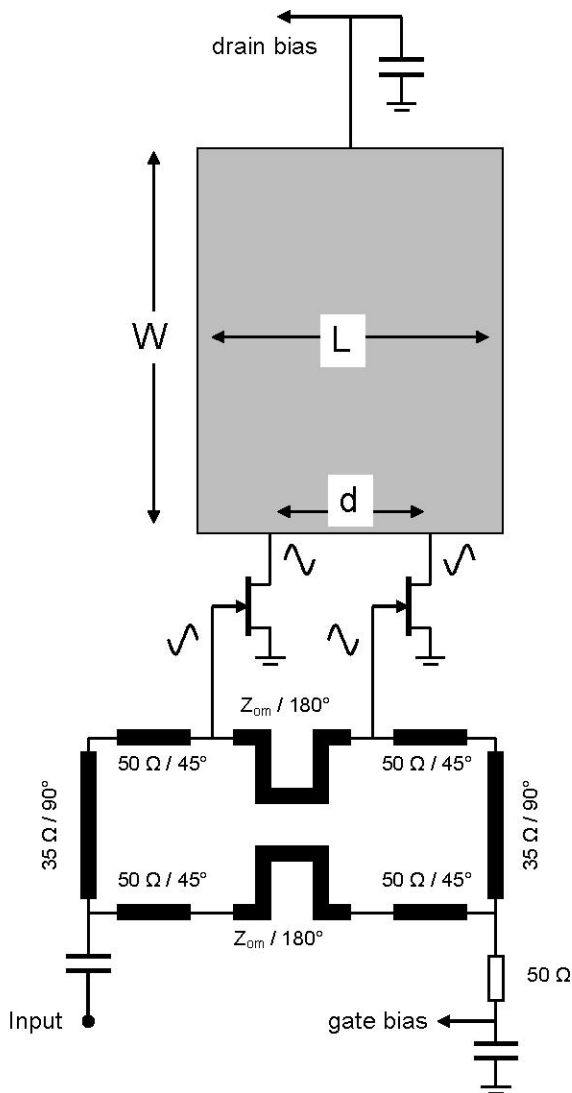 drain bias
W
L
d
Zom / 180°
50 Ω / 45°
50 Ω / 45°
35 Ω / 90°
35 Ω / 90°
50 Ω / 45°
50 Ω / 45°
Zom / 180°
50 Ω
Input
gate bias